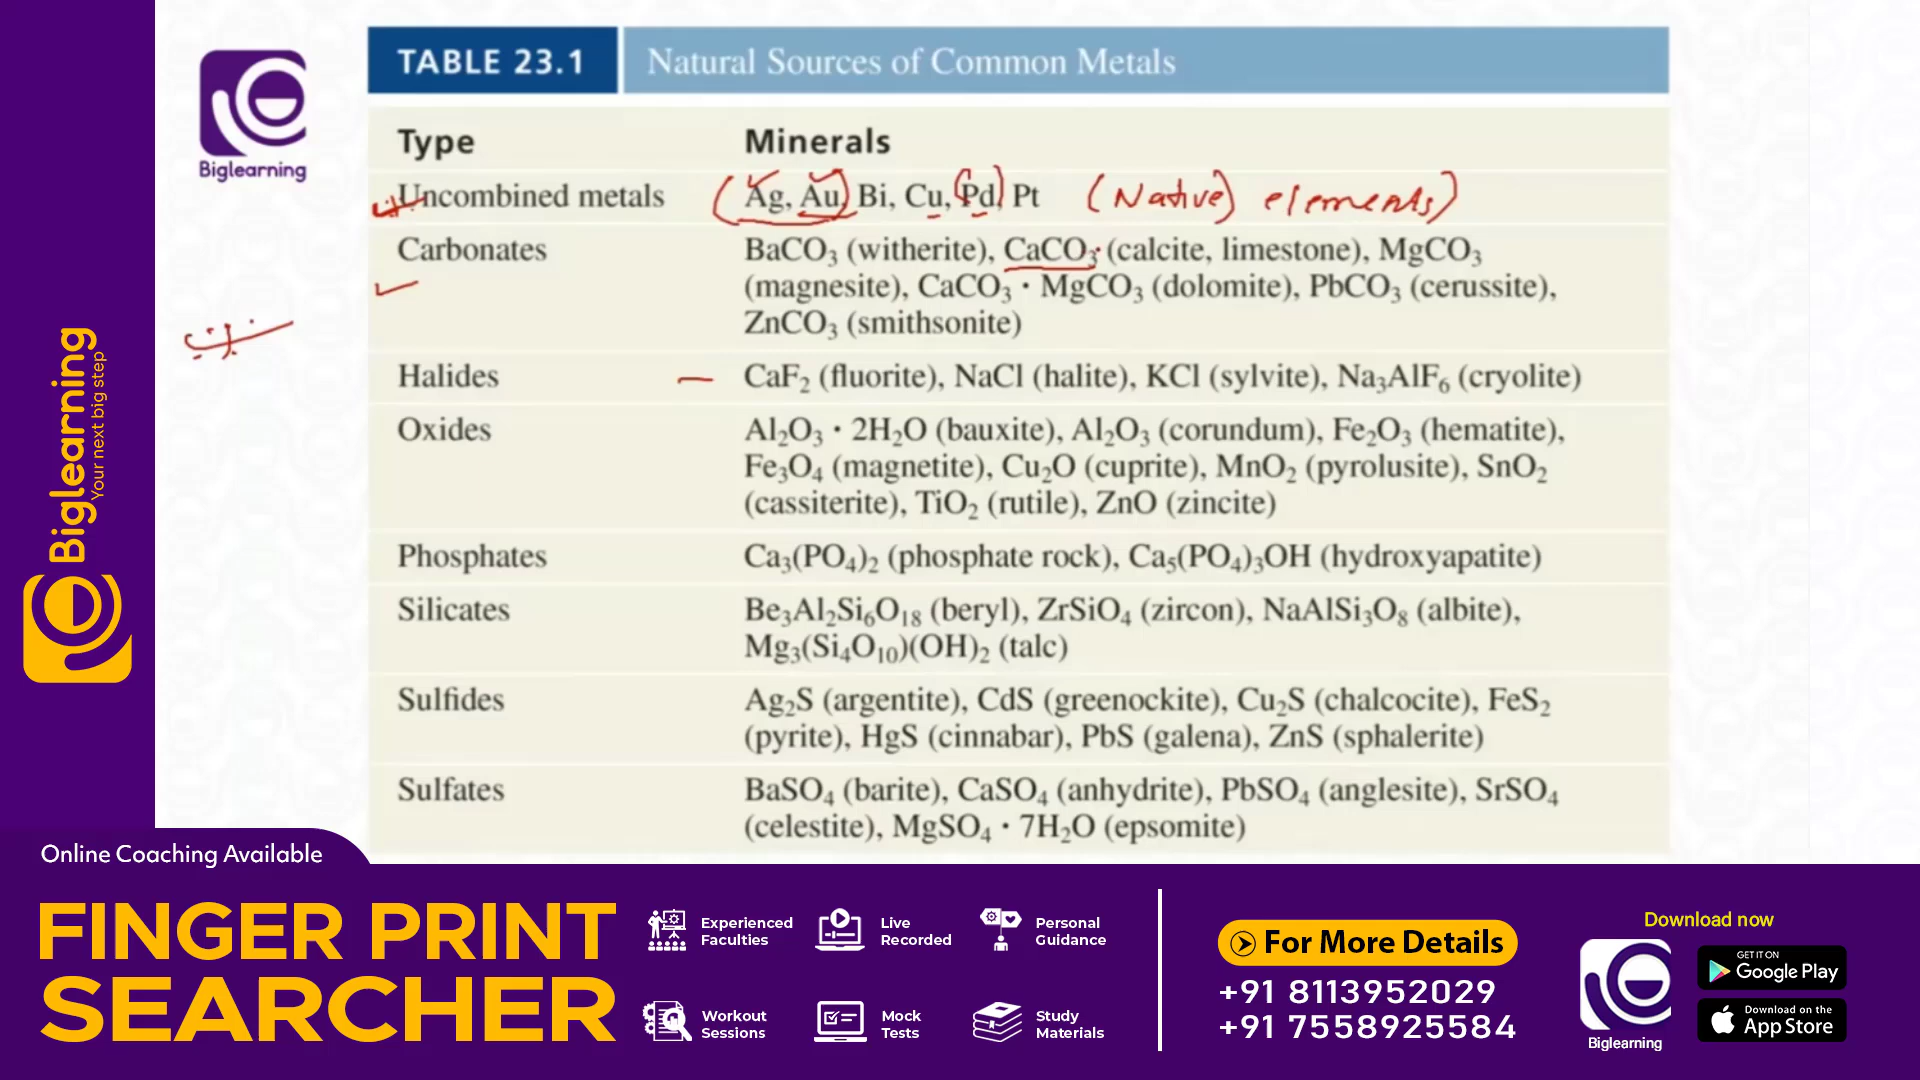 TABLE 23.1 Natural Sources of Common Metals
Biglearning
Type Minerals
Uncombined metals Ag, Au, Bi, Cu, Pd, Pt (Native) elements)
Carbonates BaCO₃ (witherite), CaCO₃ (calcite, limestone), MgCO₃
(magnesite), CaCO₃ · MgCO₃ (dolomite), PbCO₃ (cerussite),
ZnCO₃ (smithsonite)
Halides CaF₂ (fluorite), NaCl (halite), KCl (sylvite), Na₃AlF₆ (cryolite)
Oxides Al₂O₃ · 2H₂O (bauxite), Al₂O₃ (corundum), Fe₂O₃ (hematite),
Fe₃O₄ (magnetite), Cu₂O (cuprite), MnO₂ (pyrolusite), SnO₂
(cassiterite), TiO₂ (rutile), ZnO (zincite)
Phosphates Ca₃(PO₄)₂ (phosphate rock), Ca₅(PO₄)₃OH (hydroxyapatite)
Silicates Be₃Al₂Si₆O₁₈ (beryl), ZrSiO₄ (zircon), NaAlSi₃O₈ (albite),
Mg₃(Si₄O₁₀)(OH)₂ (talc)
Sulfides Ag₂S (argentite), CdS (greenockite), Cu₂S (chalcocite), FeS₂
(pyrite), HgS (cinnabar), PbS (galena), ZnS (sphalerite)
Sulfates BaSO₄ (barite), CaSO₄ (anhydrite), PbSO₄ (anglesite), SrSO₄
(celestite), MgSO₄ · 7H₂O (epsomite)
Biglearning
Your next big step
Online Coaching Available
FINGER PRINT
SEARCHER
Experienced
Faculties
Live
Recorded
Personal
Guidance
Workout
Sessions
Mock
Tests
Study
Materials
For More Details
+91 8113952029
+91 7558925584
Download now
Biglearning
GET IT ON
Google Play
Download on the
App Store